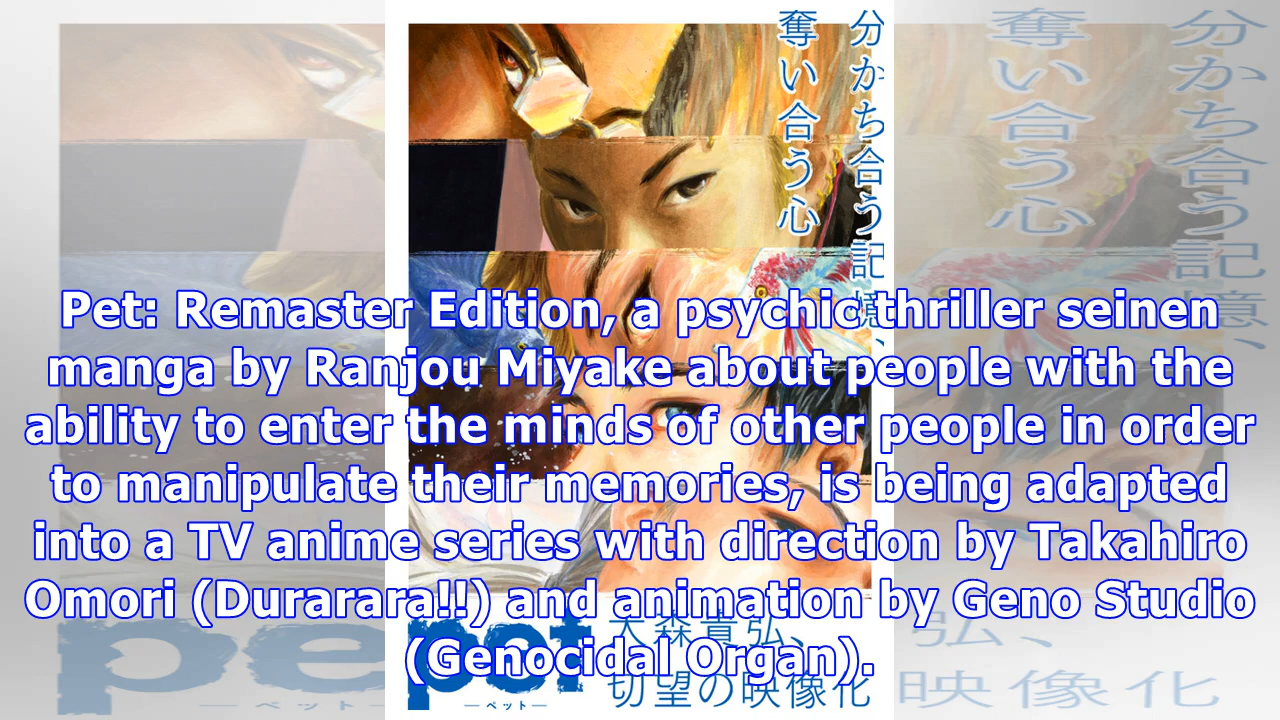 分かち合う記憶、
奪い合う心
Pet: Remaster Edition, a psychic thriller seinen
manga by Ranjou Miyake about people with the
ability to enter the minds of other people in order
to manipulate their memories, is being adapted
into a TV anime series with direction by Takahiro
Omori (Durarara!!) and animation by Geno Studio
(Genocidal Organ).
pet
―ペット―
大森貴弘、
切望の映像化